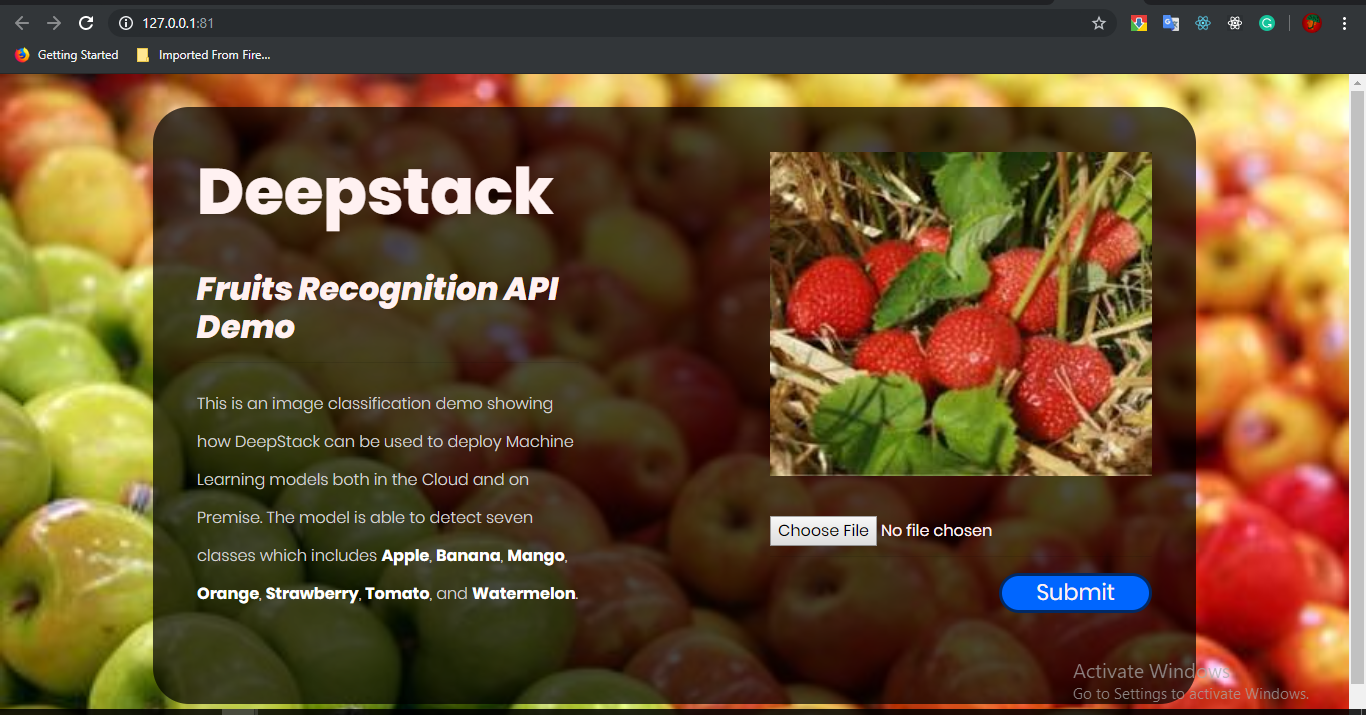 127.0.0.1:81
Getting Started
Imported From Fire...
Deepstack
Fruits Recognition API
Demo
This is an image classification demo showing
how DeepStack can be used to deploy Machine
Learning models both in the Cloud and on
Premise. The model is able to detect seven
classes which includes Apple, Banana, Mango,
Orange, Strawberry, Tomato, and Watermelon.
Choose File No file chosen
Submit
Activate Windows
Go to Settings to activate Windows.